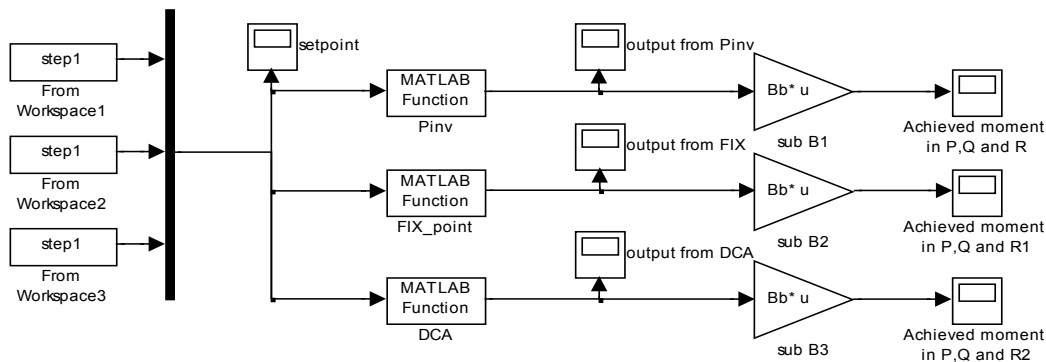 step1
From
Workspace1
step1
From
Workspace2
step1
From
Workspace3
setpoint
MATLAB
Function
Pinv
output from Pinv
Bb* u
sub B1
Achieved moment
in P,Q and R
MATLAB
Function
FIX_point
output from FIX
Bb* u
sub B2
Achieved moment
in P,Q and R1
MATLAB
Function
DCA
output from DCA
Bb* u
sub B3
Achieved moment
in P,Q and R2